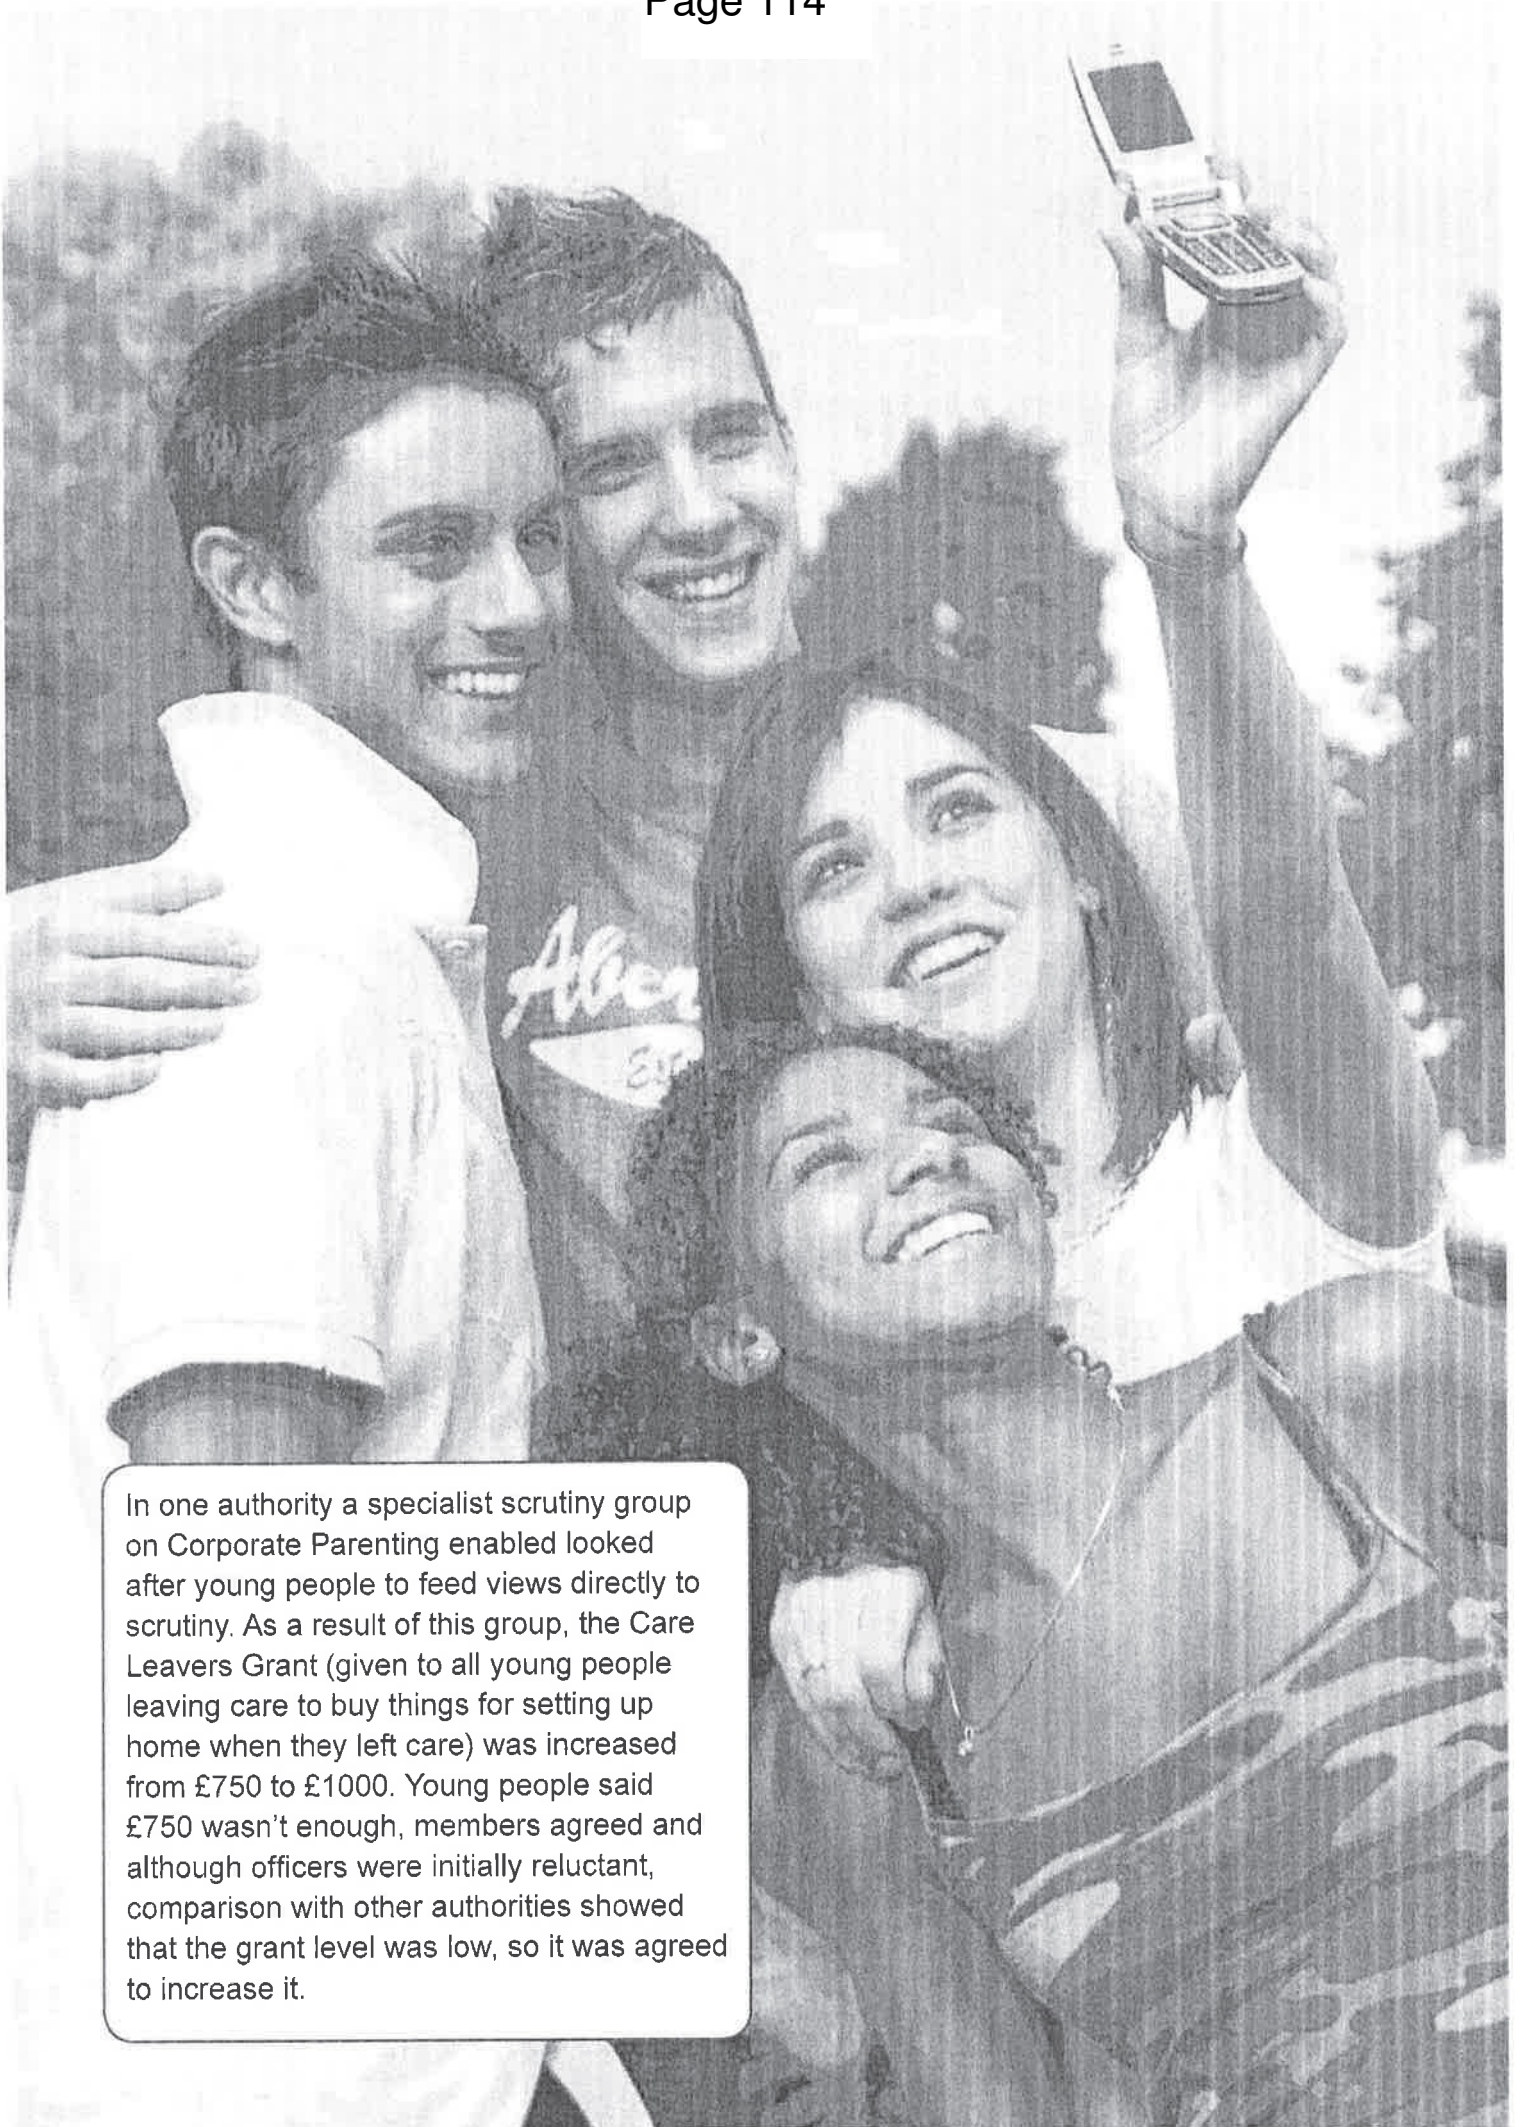 Page 114
In one authority a specialist scrutiny group
on Corporate Parenting enabled looked
after young people to feed views directly to
scrutiny. As a result of this group, the Care
Leavers Grant (given to all young people
leaving care to buy things for setting up
home when they left care) was increased
from £750 to £1000. Young people said
£750 wasn't enough, members agreed and
although officers were initially reluctant,
comparison with other authorities showed
that the grant level was low, so it was agreed
to increase it.